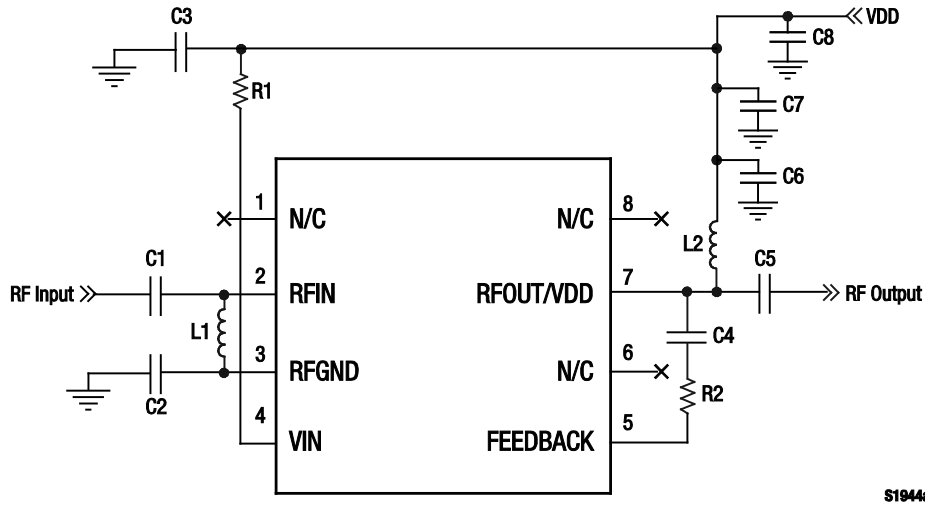 C3
VDD
C8
R1
C7
C6
1
N/C
N/C
8
L2
C1
C5
RF Input
2
RFIN
RFOUT/VDD
7
RF Output
L1
C4
3
RFGND
N/C
6
C2
R2
4
VIN
FEEDBACK
5